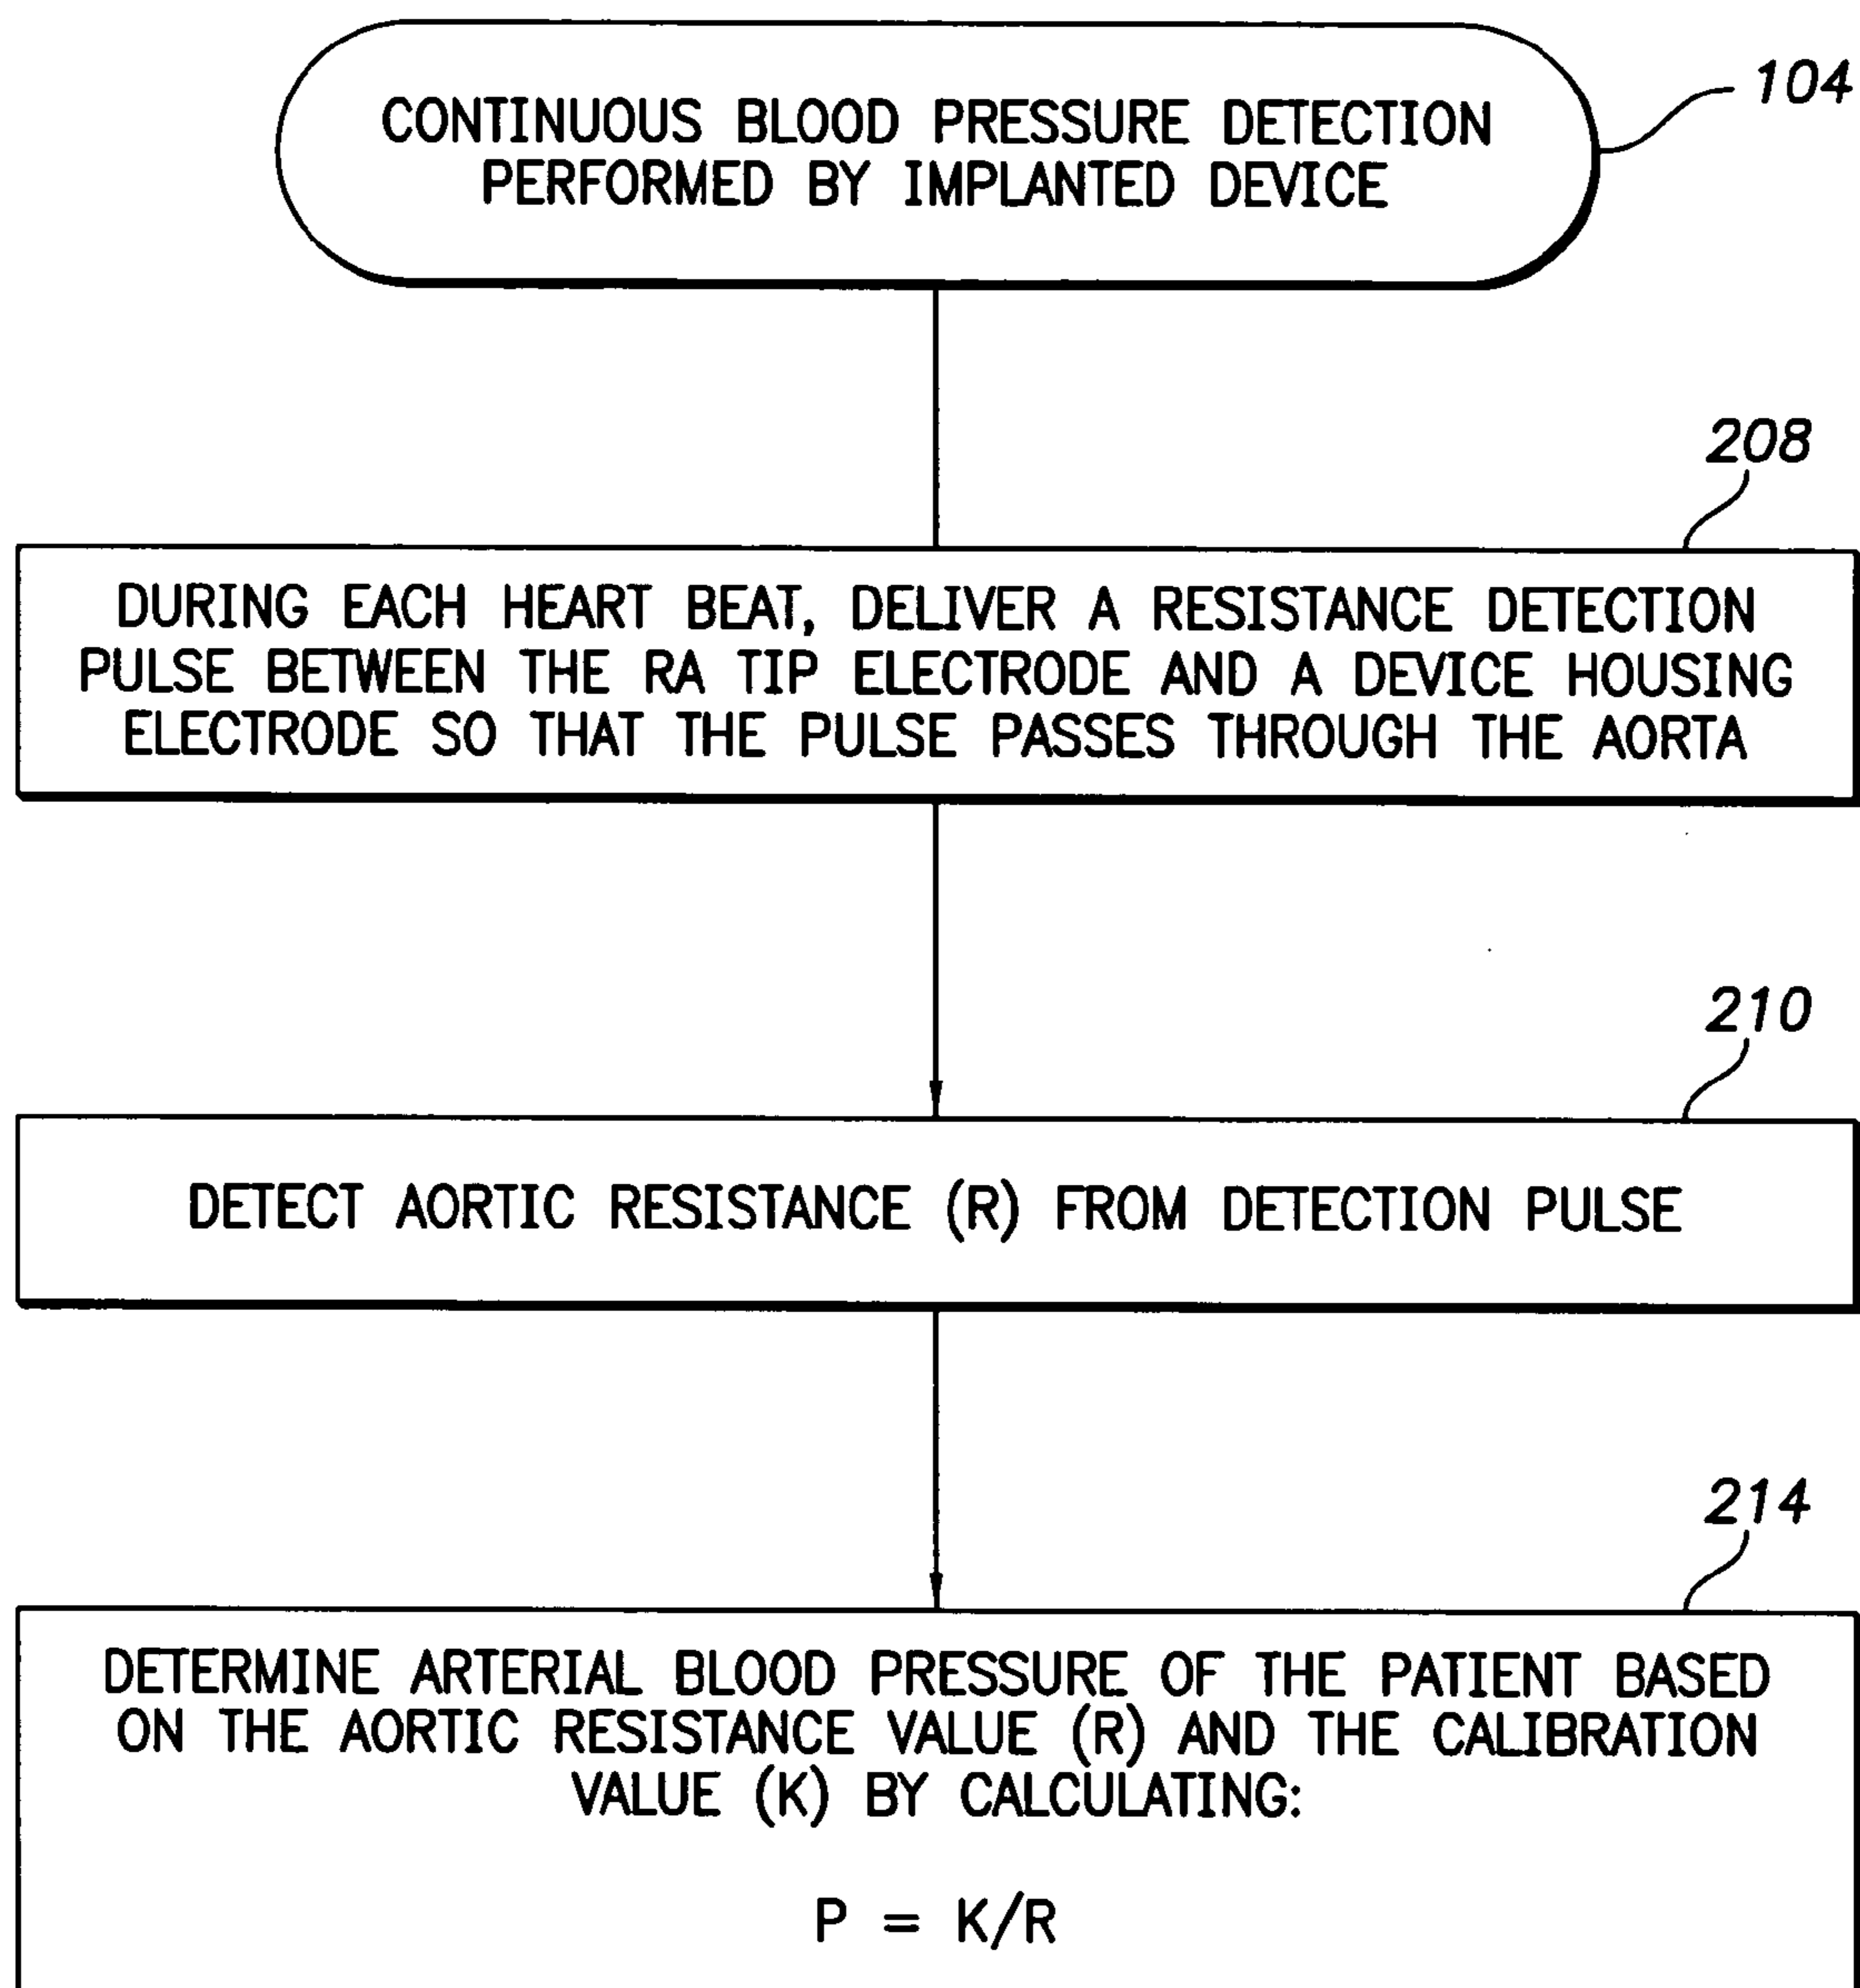 CONTINUOUS BLOOD PRESSURE DETECTION
PERFORMED BY IMPLANTED DEVICE
104
208
DURING EACH HEART BEAT, DELIVER A RESISTANCE DETECTION
PULSE BETWEEN THE RA TIP ELECTRODE AND A DEVICE HOUSING
ELECTRODE SO THAT THE PULSE PASSES THROUGH THE AORTA
210
DETECT AORTIC RESISTANCE (R) FROM DETECTION PULSE
214
DETERMINE ARTERIAL BLOOD PRESSURE OF THE PATIENT BASED
ON THE AORTIC RESISTANCE VALUE (R) AND THE CALIBRATION
VALUE (K) BY CALCULATING:
P = K/R